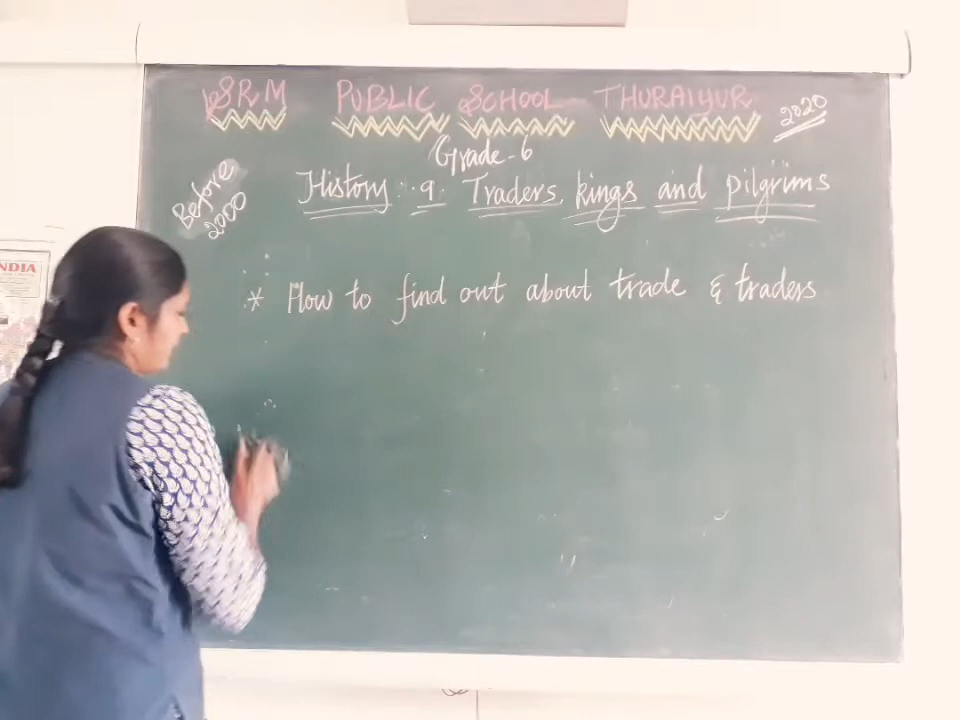 SRM PUBLIC SCHOOL THURAIYUR
2020
Grade-6
Before
2000
History 9. Traders, kings and pilgrims
* How to find out about trade & traders
INDIA